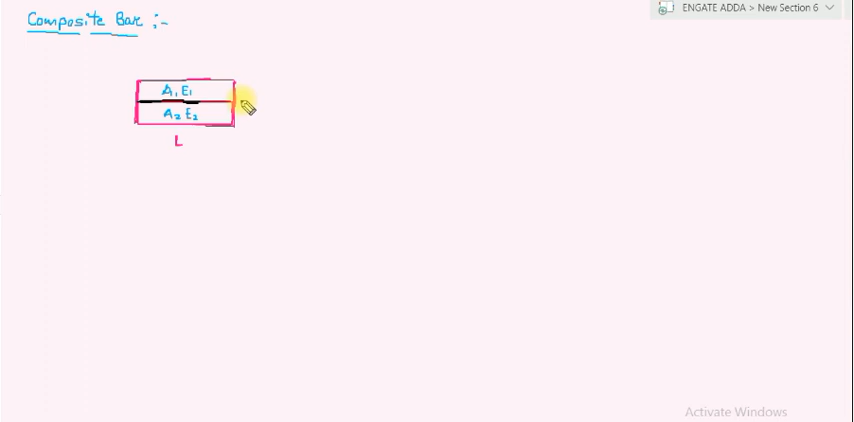 Composite Bar :-
ENGATE ADDA > New Section 6
A₁ E₁
A₂ E₂
L
Activate Windows